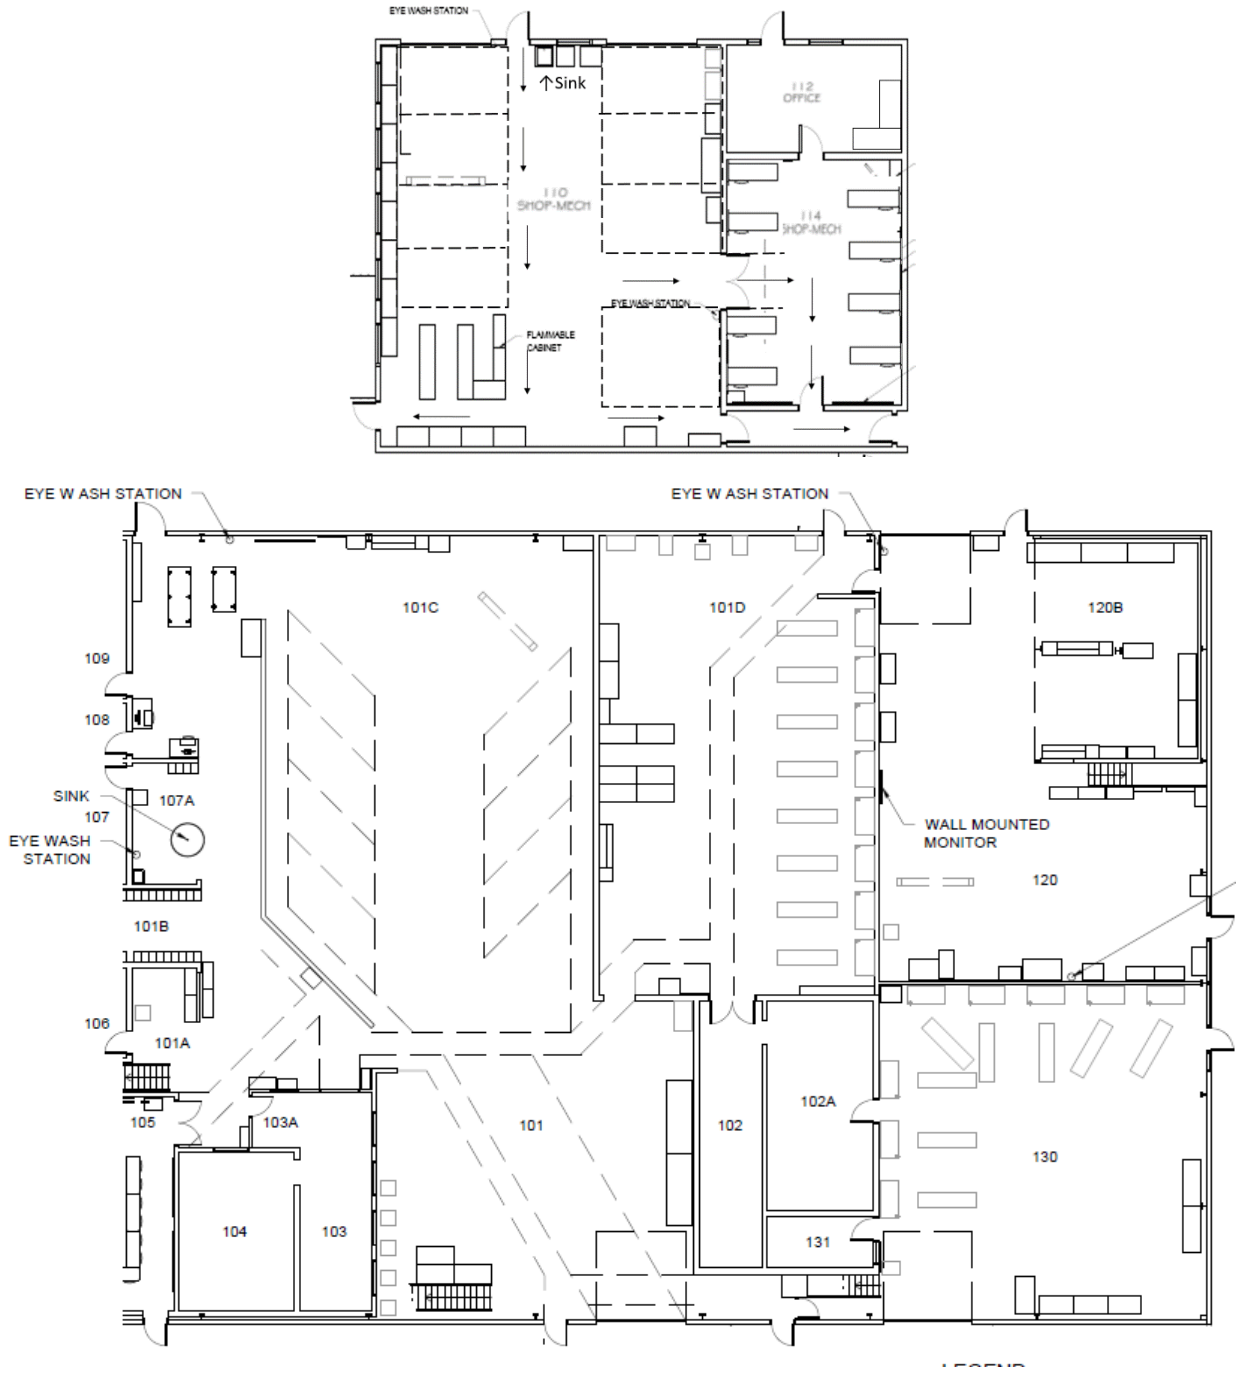 EYE WASH STATION
↑Sink
112
OFFICE
110
SHOP-MECH
114
SHOP-MECH
EYE WASH STATION
FLAMMABLE
CABINET
EYE W ASH STATION
EYE W ASH STATION
101C
101D
120B
109
108
SINK
107A
107
EYE WASH
STATION
WALL MOUNTED
MONITOR
120
101B
106
101A
105
103A
101
102
102A
130
104
103
131
LEGEND